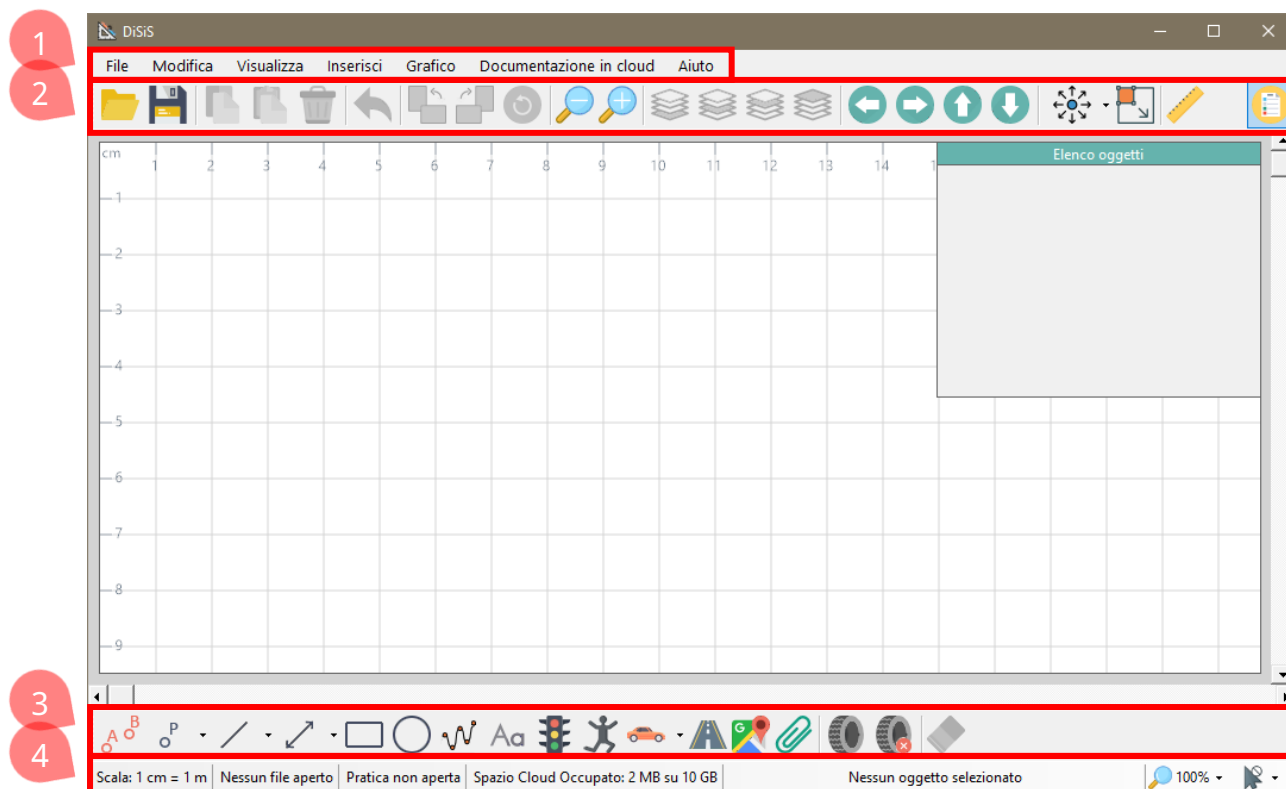 1
DiSiS
File Modifica Visualizza Inserisci Grafico Documentazione in cloud Aiuto
2
cm 1 2 3 4 5 6 7 8 9 10 11 12 13 14 1
Elenco oggetti
1
2
3
4
5
6
7
8
9
3
A B P Aa G
4
Scala: 1 cm = 1 m Nessun file aperto Pratica non aperta Spazio Cloud Occupato: 2 MB su 10 GB Nessun oggetto selezionato 100%